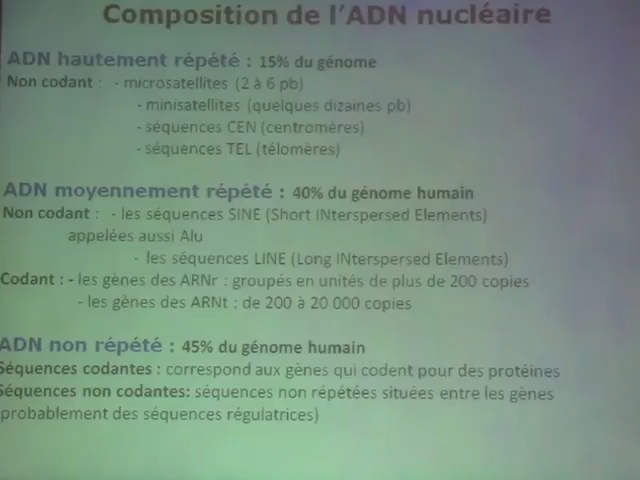 Composition de l'ADN nucléaire
ADN hautement répété : 15% du génome
Non codant : - microsatellites (2 à 6 pb)
- minisatellites (quelques dizaines pb)
- séquences CEN (centromères)
- séquences TEL (télomères)
ADN moyennement répété : 40% du génome humain
Non codant : - les séquences SINE (Short INterspersed Elements)
appelées aussi Alu
- les séquences LINE (Long INterspersed Elements)
Codant : - les gènes des ARNr : groupés en unités de plus de 200 copies
- les gènes des ARNt : de 200 à 20 000 copies
ADN non répété : 45% du génome humain
Séquences codantes : correspond aux gènes qui codent pour des protéines
Séquences non codantes: séquences non répétées situées entre les gènes
probablement des séquences régulatrices)